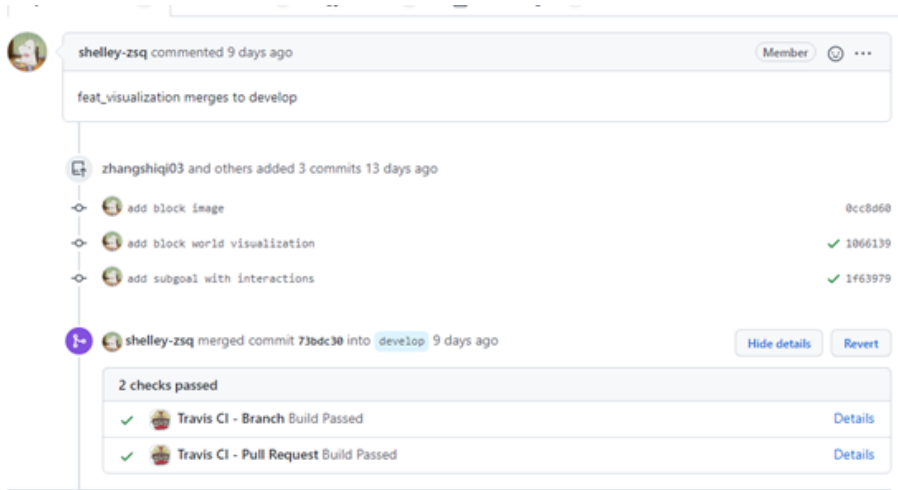 shelley-zsq commented 9 days ago
Member
feat_visualization merges to develop
zhangshiqi03 and others added 3 commits 13 days ago
add block image 0cc8d60
add block world visualization 1066139
add subgoal with interactions 1f63979
shelley-zsq merged commit 73bdc30 into develop 9 days ago
Hide details
Revert
2 checks passed
Travis CI - Branch Build Passed Details
Travis CI - Pull Request Build Passed Details